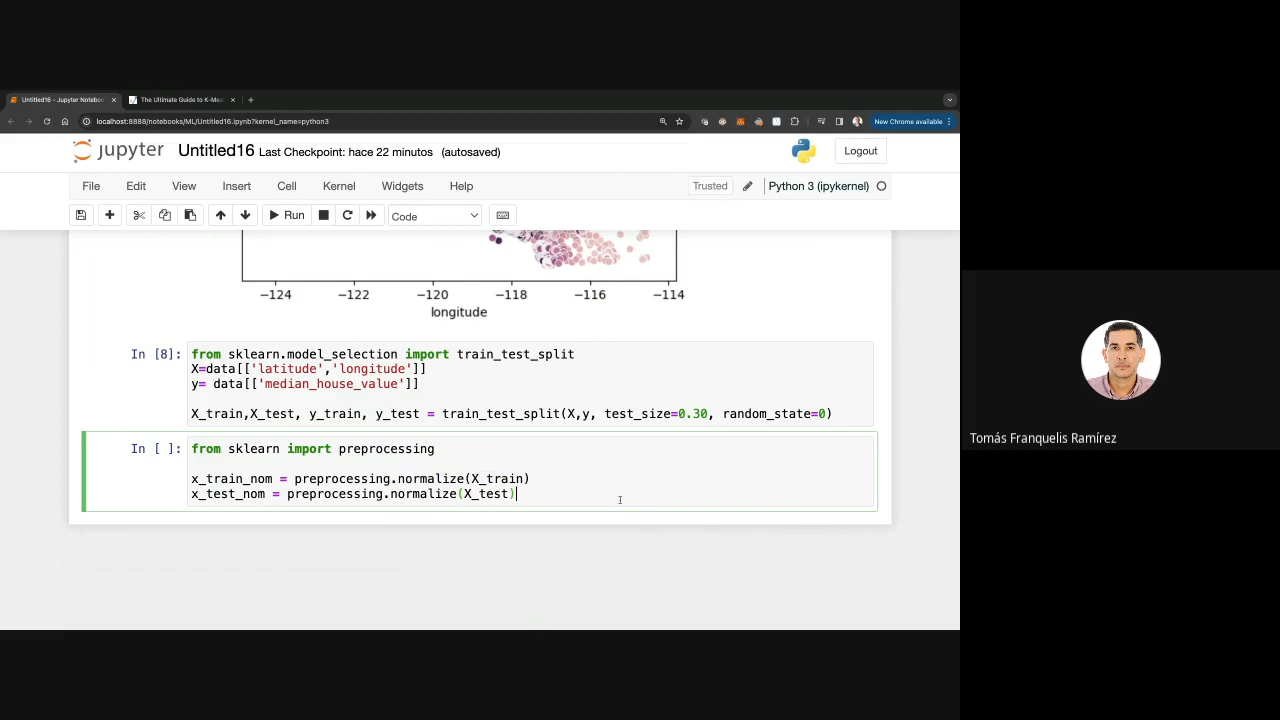 Untitled16 - Jupyter Noteboo
The Ultimate Guide to K-Mea
localhost:8888/notebooks/ML/Untitled16.ipynb?kernel_name=python3
New Chrome available
jupyter Untitled16 Last Checkpoint: hace 22 minutos (autosaved)
Logout
File Edit View Insert Cell Kernel Widgets Help
Trusted
Python 3 (ipykernel)
Run
Code
−124 −122 −120 −118 −116 −114
longitude
In [8]: from sklearn.model_selection import train_test_split
X=data[['latitude','longitude']]
y= data[['median_house_value']]
X_train,X_test, y_train, y_test = train_test_split(X,y, test_size=0.30, random_state=0)
In [ ]: from sklearn import preprocessing
x_train_nom = preprocessing.normalize(X_train)
x_test_nom = preprocessing.normalize(X_test)
Tomás Franquelis Ramírez